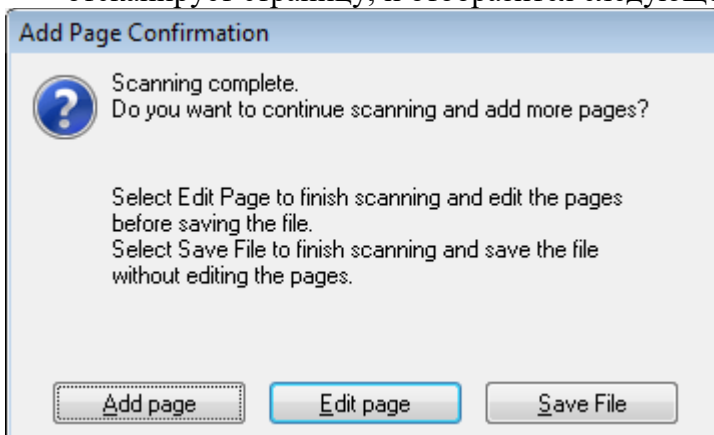 Add Page Confirmation
Scanning complete.
Do you want to continue scanning and add more pages?
Select Edit Page to finish scanning and edit the pages
before saving the file.
Select Save File to finish scanning and save the file
without editing the pages.
Add page Edit page Save File